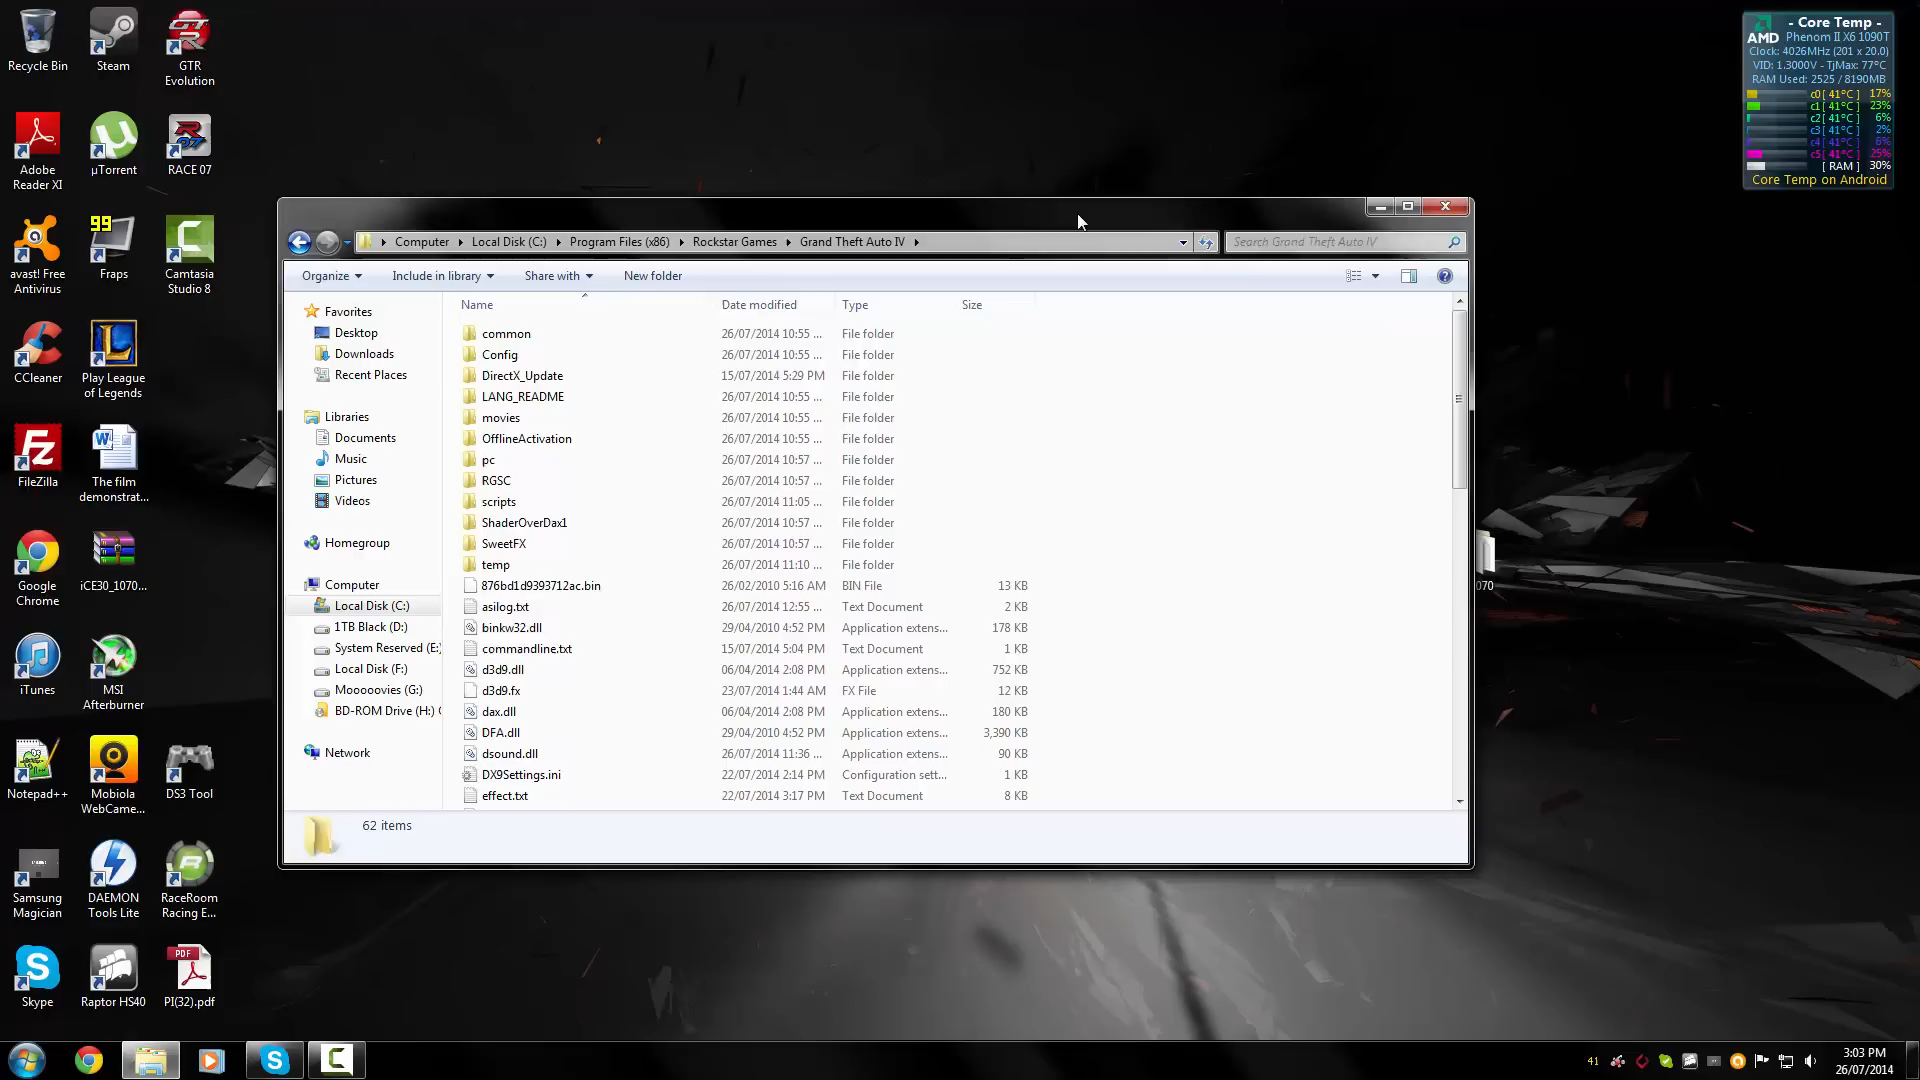 Recycle Bin
Steam
GTR
Evolution
Adobe
Reader XI
µTorrent
RACE 07
avast! Free
Antivirus
99
Fraps
Camtasia
Studio 8
CCleaner
Play League
of Legends
FileZilla
The film
demonstrat...
Google
Chrome
iCE30_1070...
iTunes
MSI
Afterburner
Notepad++
Mobiola
WebCame...
DS3 Tool
Samsung
Magician
DAEMON
Tools Lite
RaceRoom
Racing E...
Skype
Raptor HS40
PDF
PI(32).pdf
- Core Temp -
AMD Phenom II X6 1090T
Clock: 4026MHz (201 x 20.0)
VID: 1.3000V - TjMax: 77°C
RAM Used: 2525 / 8190MB
c0[ 41°C ] 17%
c1[ 41°C ] 23%
c2[ 41°C ] 6%
c3[ 41°C ] 2%
c4[ 41°C ] 6%
c5[ 41°C ] 25%
[ RAM ] 30%
Core Temp on Android
Computer Local Disk (C:) Program Files (x86) Rockstar Games Grand Theft Auto IV
Search Grand Theft Auto IV
Organize Include in library Share with New folder
Favorites
Desktop
Downloads
Recent Places
Libraries
Documents
Music
Pictures
Videos
Homegroup
Computer
Local Disk (C:)
1TB Black (D:)
System Reserved (E:
Local Disk (F:)
Mooooovies (G:)
BD-ROM Drive (H:)
Network
Name Date modified Type Size
common 26/07/2014 10:55 ... File folder
Config 26/07/2014 10:55 ... File folder
DirectX_Update 15/07/2014 5:29 PM File folder
LANG_README 26/07/2014 10:55 ... File folder
movies 26/07/2014 10:55 ... File folder
OfflineActivation 26/07/2014 10:55 ... File folder
pc 26/07/2014 10:57 ... File folder
RGSC 26/07/2014 10:57 ... File folder
scripts 26/07/2014 11:05 ... File folder
ShaderOverDax1 26/07/2014 10:57 ... File folder
SweetFX 26/07/2014 10:57 ... File folder
temp 26/07/2014 11:10 ... File folder
876bd1d9393712ac.bin 26/02/2010 5:16 AM BIN File 13 KB
asilog.txt 26/07/2014 12:55 ... Text Document 2 KB
binkw32.dll 29/04/2010 4:52 PM Application extens... 178 KB
commandline.txt 15/07/2014 5:04 PM Text Document 1 KB
d3d9.dll 06/04/2014 2:08 PM Application extens... 752 KB
d3d9.fx 23/07/2014 1:44 AM FX File 12 KB
dax.dll 06/04/2014 2:08 PM Application extens... 180 KB
DFA.dll 29/04/2010 4:52 PM Application extens... 3,390 KB
dsound.dll 26/07/2014 11:36 ... Application extens... 90 KB
DX9Settings.ini 22/07/2014 2:14 PM Configuration sett... 1 KB
effect.txt 22/07/2014 3:17 PM Text Document 8 KB
62 items
070
41
3:03 PM
26/07/2014